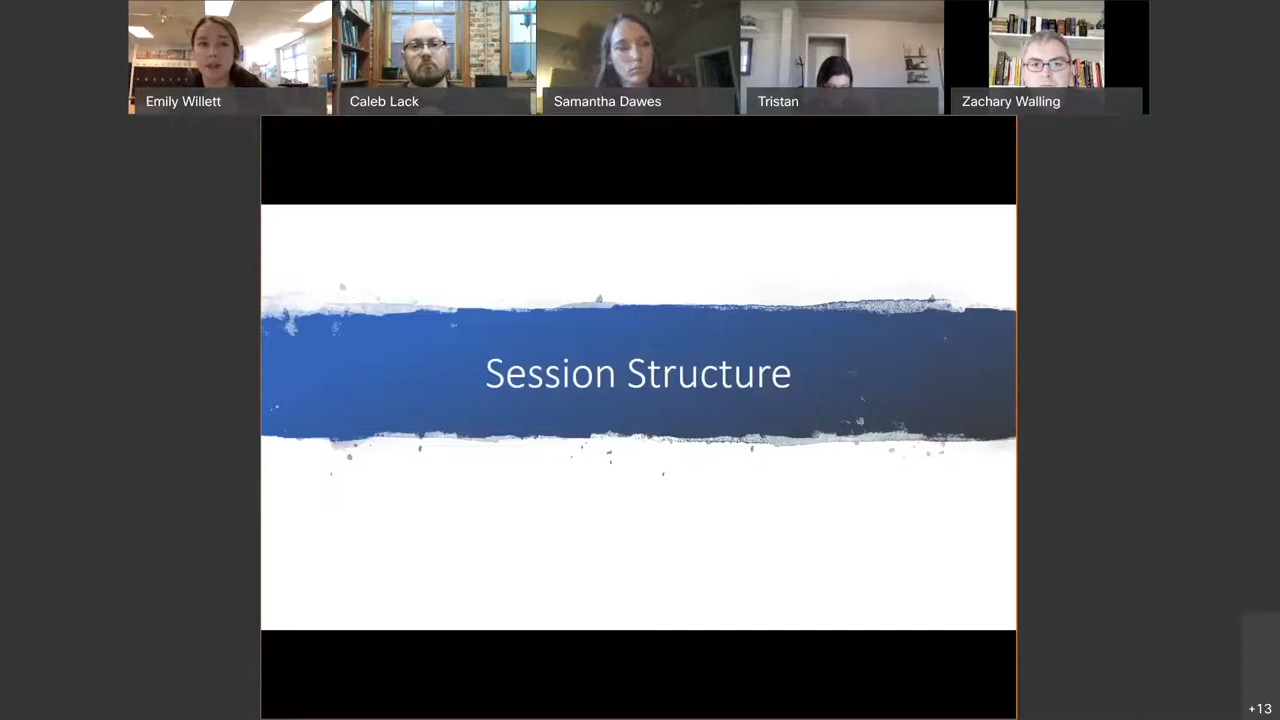 Emily Willett
Caleb Lack
Samantha Dawes
Tristan
Zachary Walling
Session Structure
+13